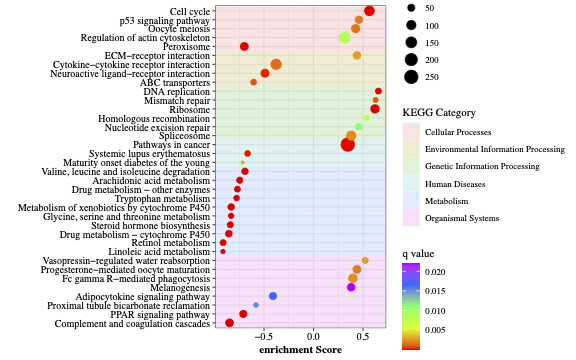 Cell cycle
p53 signaling pathway
Oocyte meiosis
Regulation of actin cytoskeleton
Peroxisome
ECM−receptor interaction
Cytokine−cytokine receptor interaction
Neuroactive ligand−receptor interaction
ABC transporters
DNA replication
Mismatch repair
Ribosome
Homologous recombination
Nucleotide excision repair
Spliceosome
Pathways in cancer
Systemic lupus erythematosus
Maturity onset diabetes of the young
Valine, leucine and isoleucine degradation
Arachidonic acid metabolism
Drug metabolism − other enzymes
Tryptophan metabolism
Metabolism of xenobiotics by cytochrome P450
Glycine, serine and threonine metabolism
Steroid hormone biosynthesis
Drug metabolism − cytochrome P450
Retinol metabolism
Linoleic acid metabolism
Vasopressin−regulated water reabsorption
Progesterone−mediated oocyte maturation
Fc gamma R−mediated phagocytosis
Melanogenesis
Adipocytokine signaling pathway
Proximal tubule bicarbonate reclamation
PPAR signaling pathway
Complement and coagulation cascades
−0.5 0.0 0.5
enrichment Score
50
100
150
200
250
KEGG Category
Cellular Processes
Environmental Information Processing
Genetic Information Processing
Human Diseases
Metabolism
Organismal Systems
q value
0.020
0.015
0.010
0.005